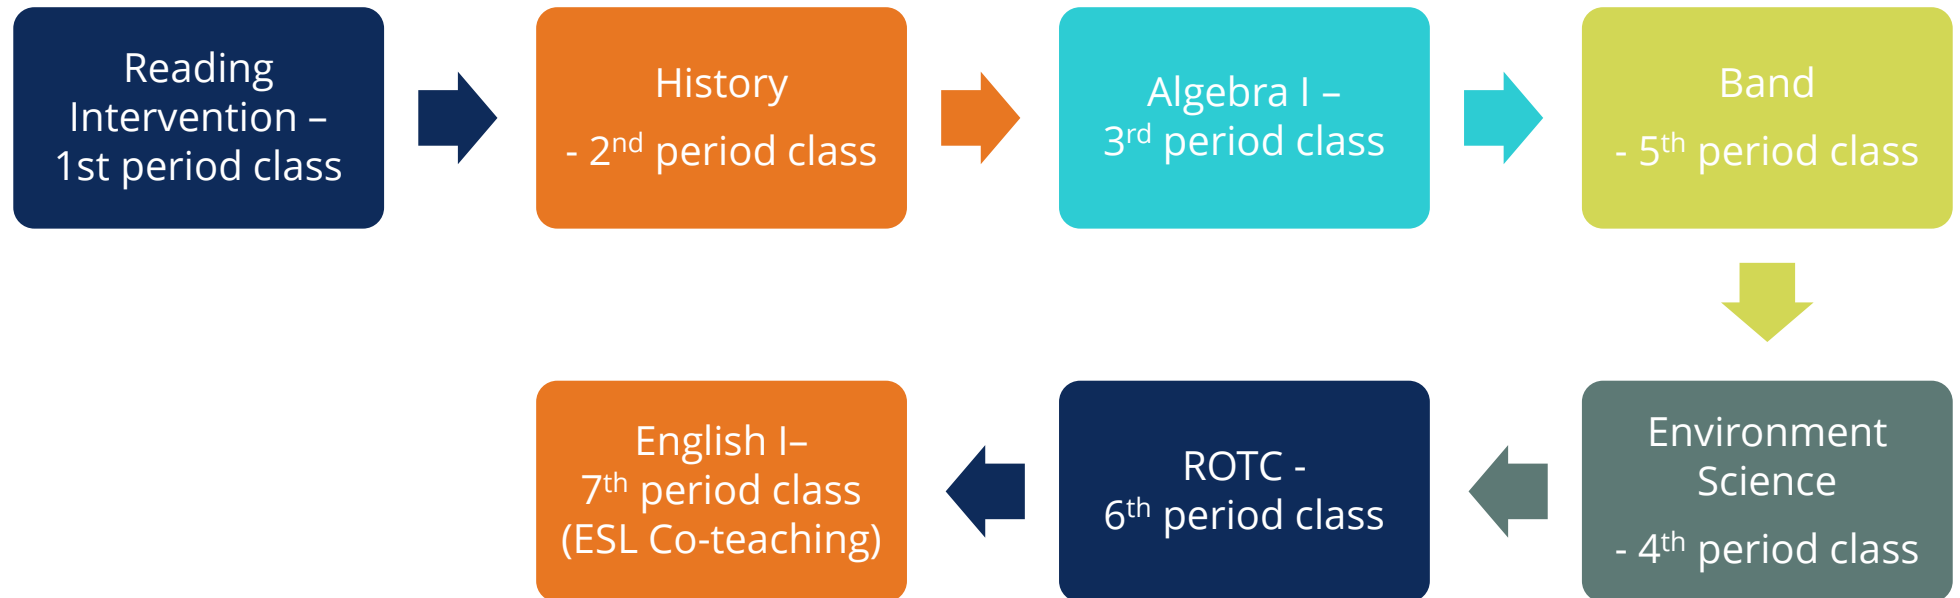 Reading
Intervention –
1st period class
History
- 2nd period class
Algebra I –
3rd period class
Band
- 5th period class
Environment
Science
- 4th period class
ROTC -
6th period class
English I–
7th period class
(ESL Co-teaching)